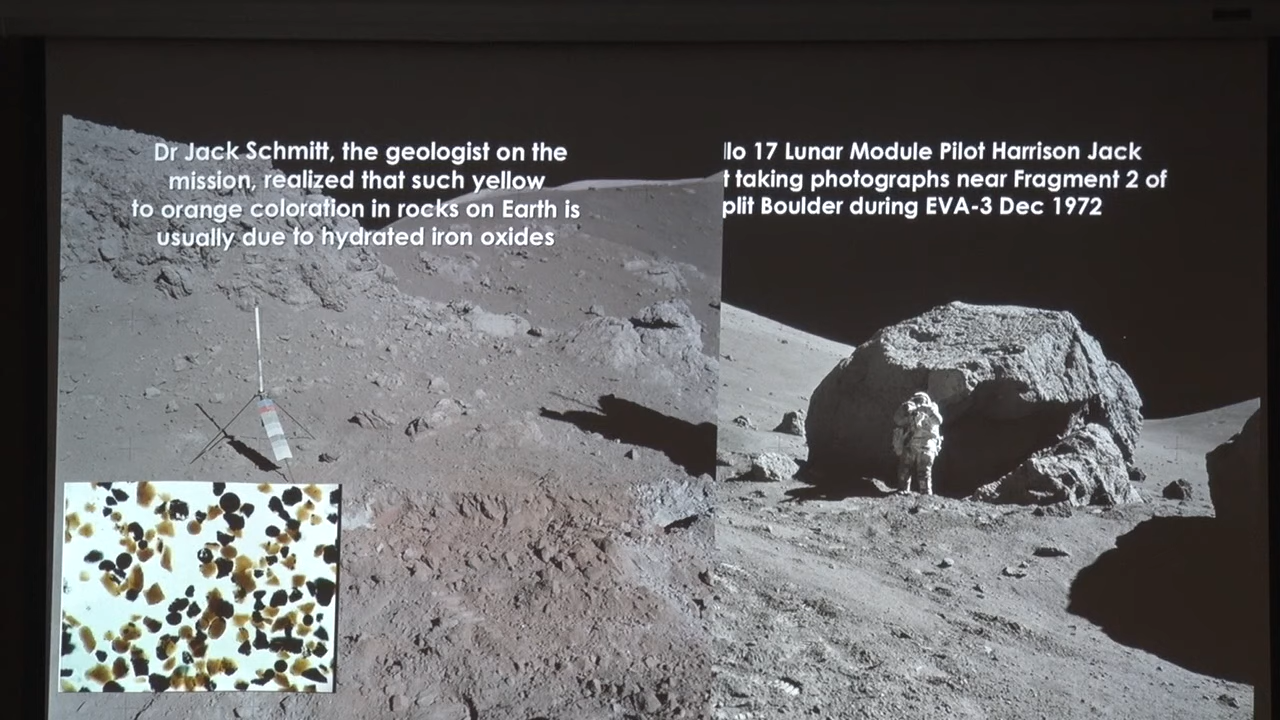 Dr Jack Schmitt, the geologist on the
mission, realized that such yellow
to orange coloration in rocks on Earth is
usually due to hydrated iron oxides
llo 17 Lunar Module Pilot Harrison Jack
t taking photographs near Fragment 2 of
plit Boulder during EVA-3 Dec 1972